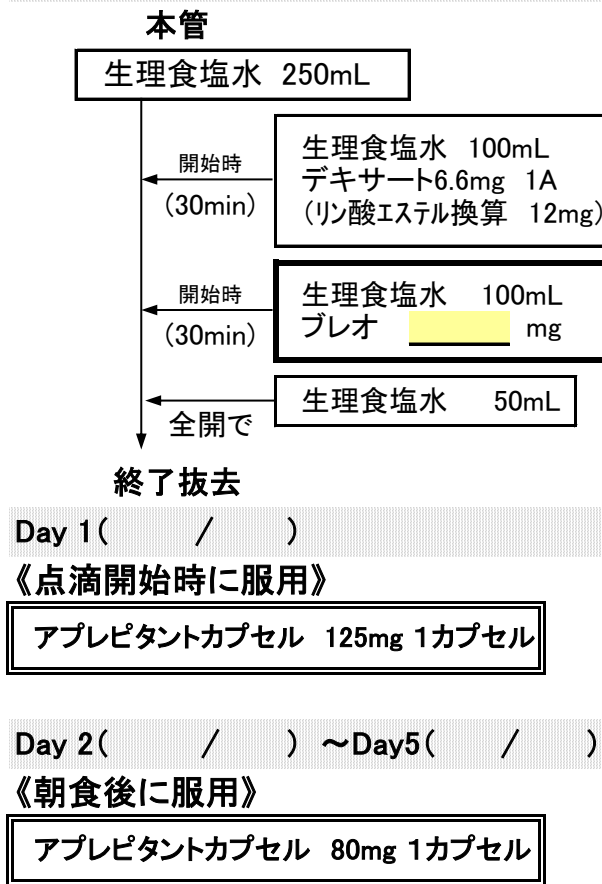 本管
生理食塩水 250mL
開始時
(30min)
生理食塩水 100mL
デキサート6.6mg 1A
(リン酸エステル換算 12mg)
開始時
(30min)
生理食塩水 100mL
ブレオ mg
全開で
生理食塩水 50mL
終了抜去
Day 1( / )
《点滴開始時に服用》
アプレピタントカプセル 125mg 1カプセル
Day 2( / ) ~Day5( / )
《朝食後に服用》
アプレピタントカプセル 80mg 1カプセル